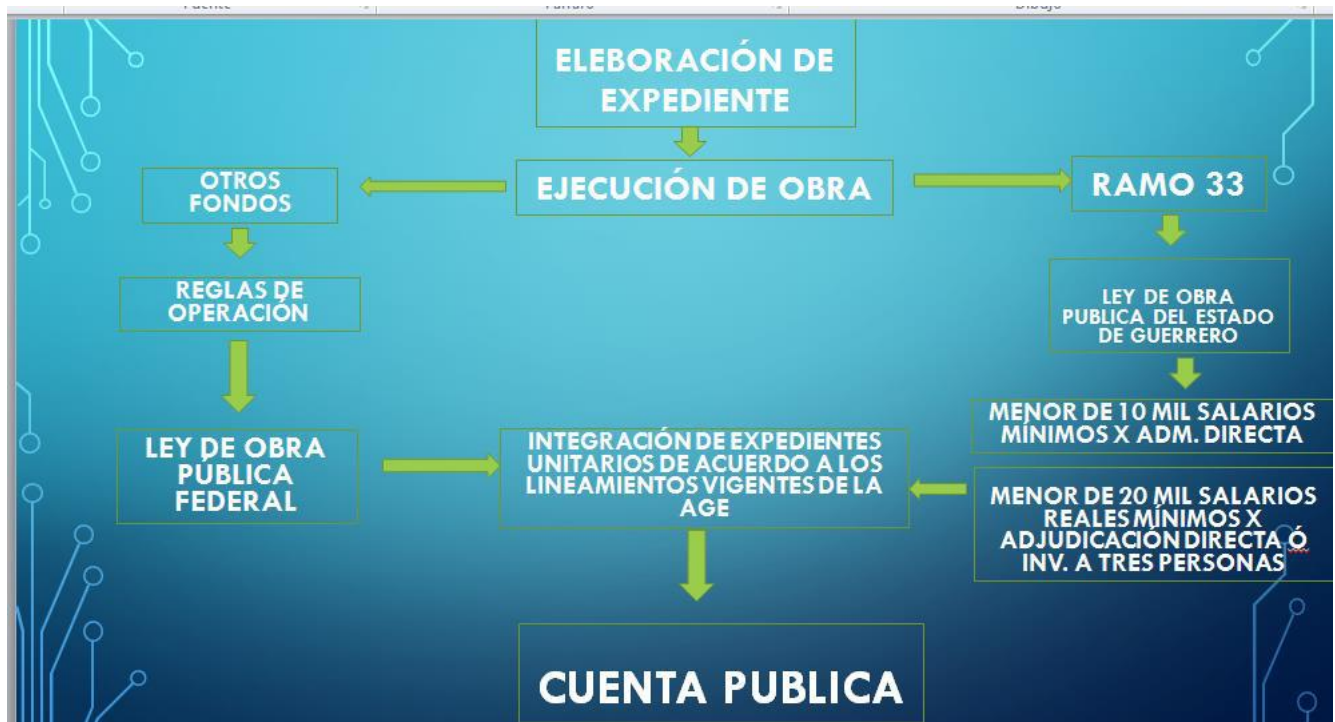 ELEBORACIÓN DE
EXPEDIENTE
OTROS
FONDOS
EJECUCIÓN DE OBRA
RAMO 33
REGLAS DE
OPERACIÓN
LEY DE OBRA
PUBLICA DEL ESTADO
DE GUERRERO
LEY DE OBRA
PÚBLICA
FEDERAL
INTEGRACIÓN DE EXPEDIENTES
UNITARIOS DE ACUERDO A LOS
LINEAMIENTOS VIGENTES DE LA
AGE
MENOR DE 10 MIL SALARIOS
MÍNIMOS X ADM. DIRECTA
MENOR DE 20 MIL SALARIOS
REALES MÍNIMOS X
ADJUDICACIÓN DIRECTA Ó
INV. A TRES PERSONAS
CUENTA PUBLICA